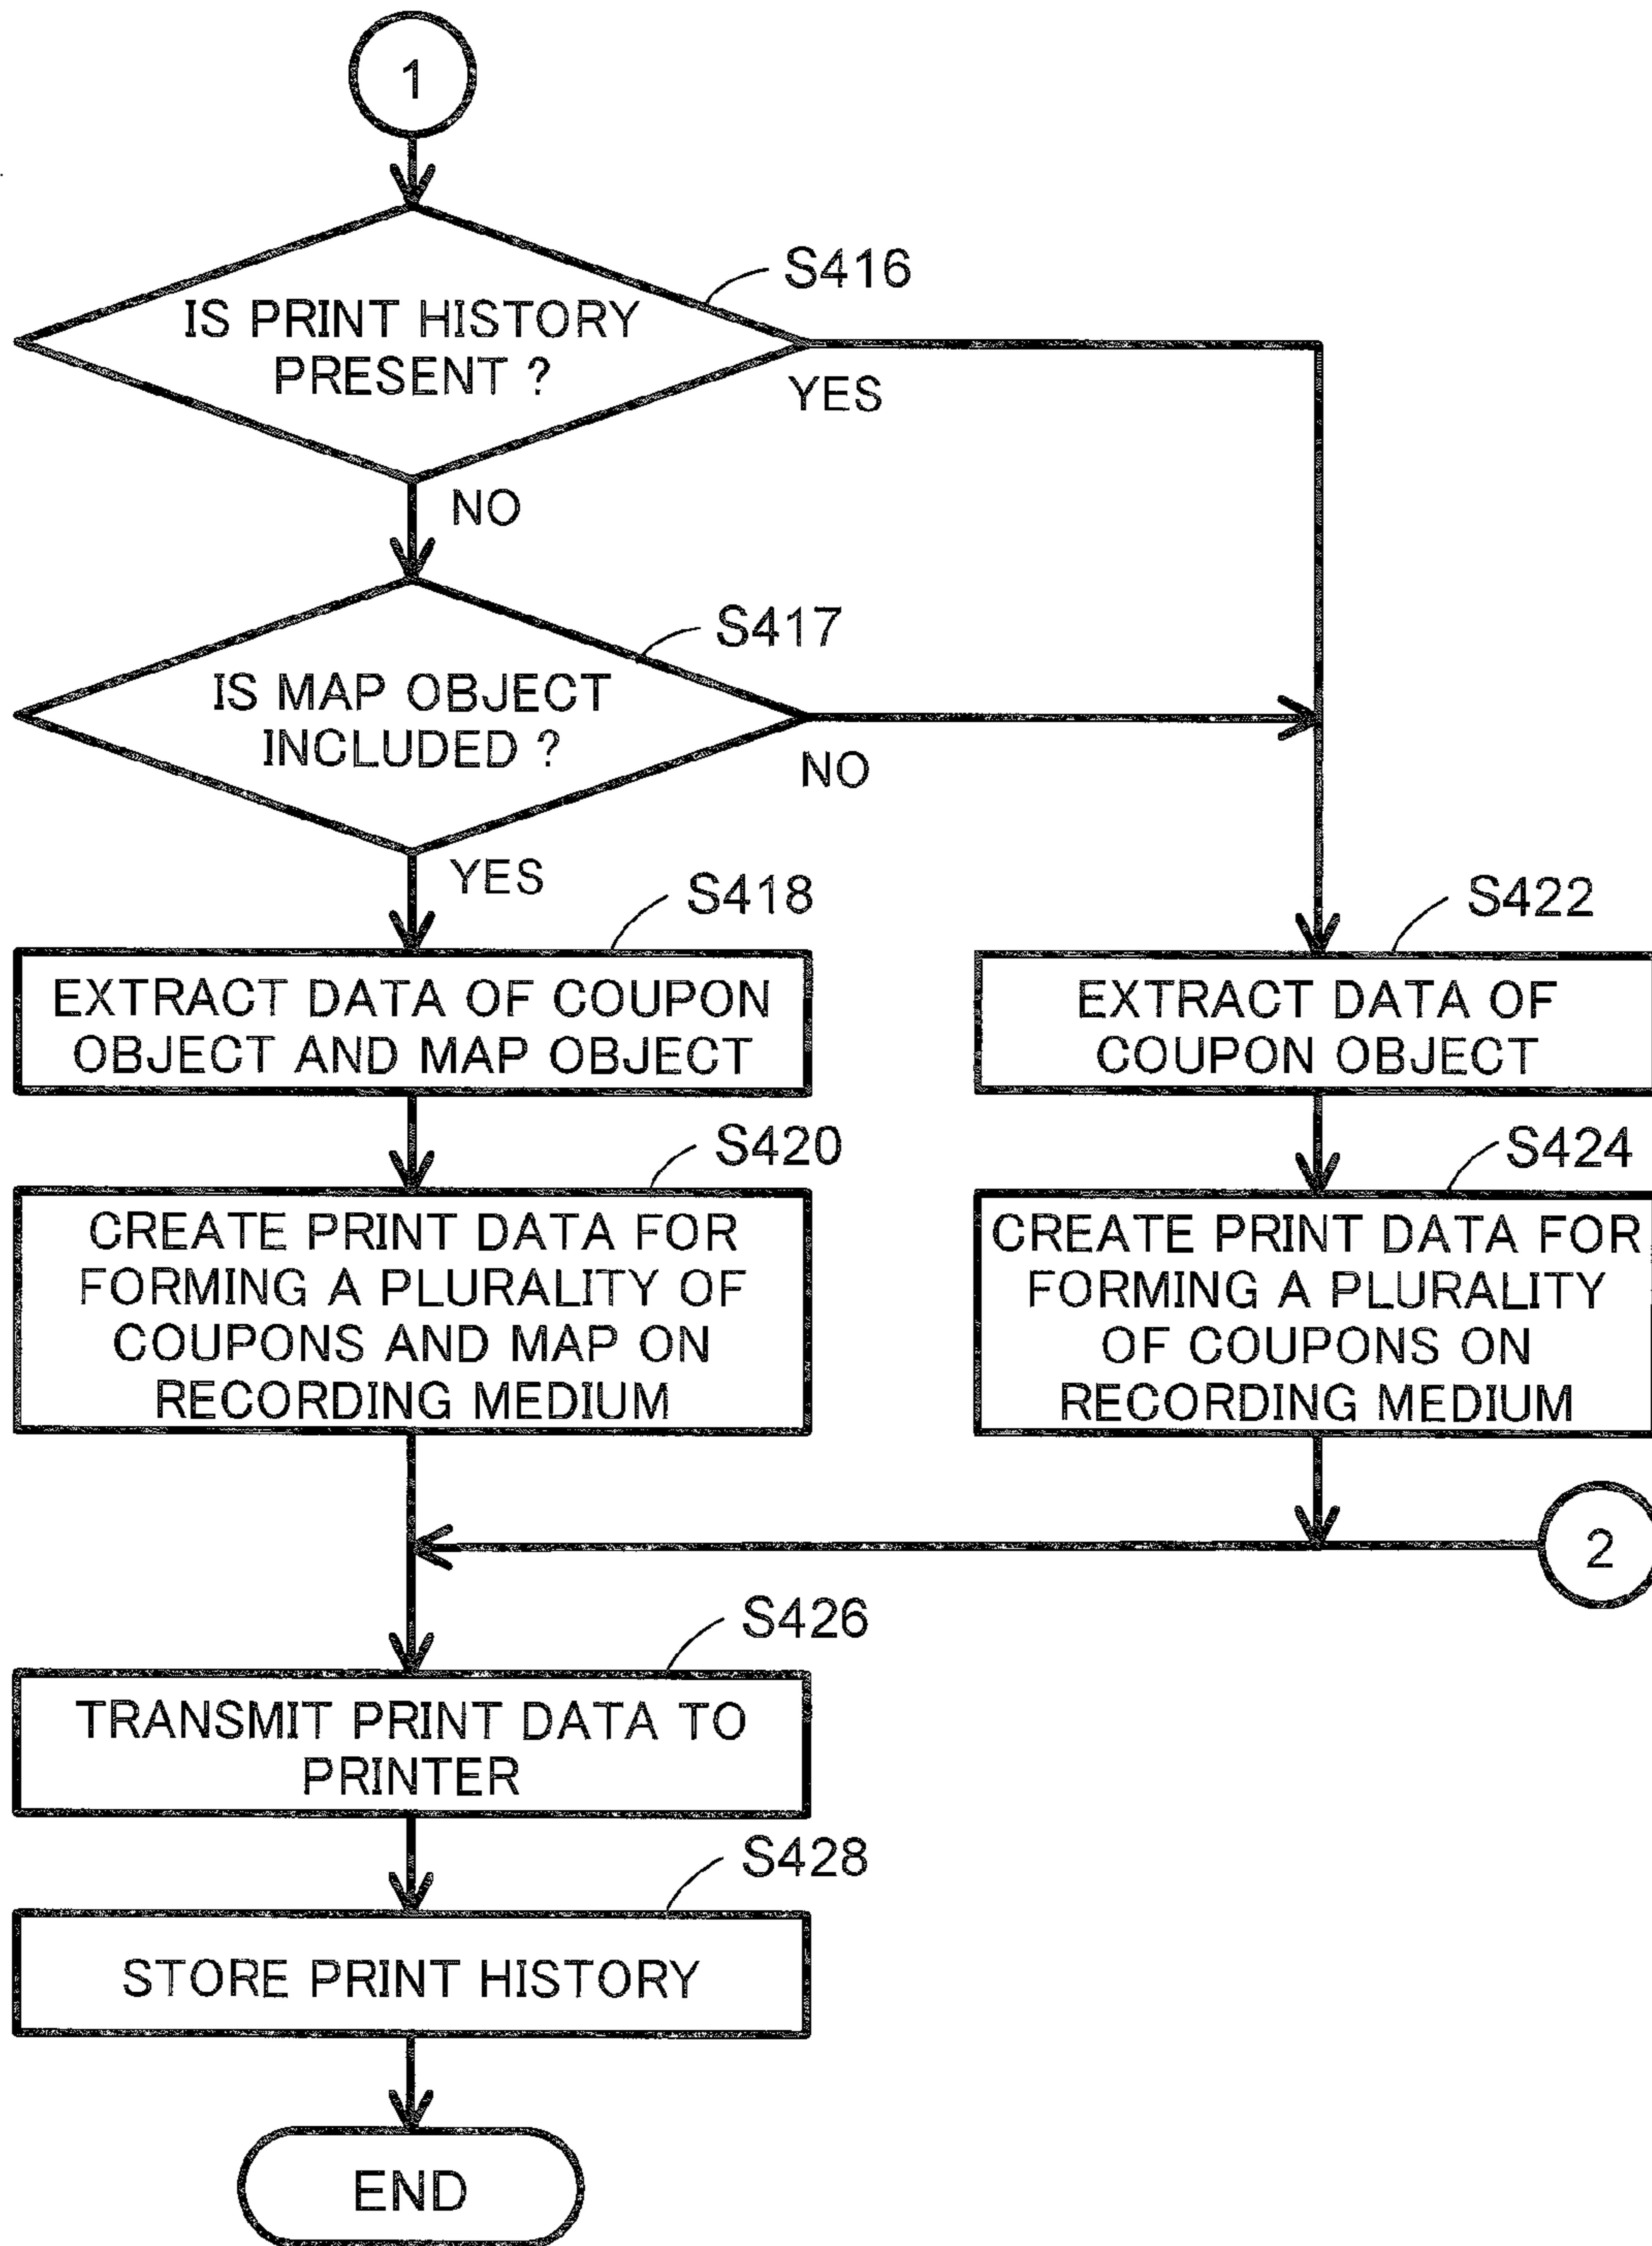 1
S416
IS PRINT HISTORY
PRESENT ?
YES
NO
S417
IS MAP OBJECT
INCLUDED ?
NO
YES
S418
EXTRACT DATA OF COUPON
OBJECT AND MAP OBJECT
S422
EXTRACT DATA OF
COUPON OBJECT
S420
CREATE PRINT DATA FOR
FORMING A PLURALITY OF
COUPONS AND MAP ON
RECORDING MEDIUM
S424
CREATE PRINT DATA FOR
FORMING A PLURALITY
OF COUPONS ON
RECORDING MEDIUM
2
S426
TRANSMIT PRINT DATA TO
PRINTER
S428
STORE PRINT HISTORY
END